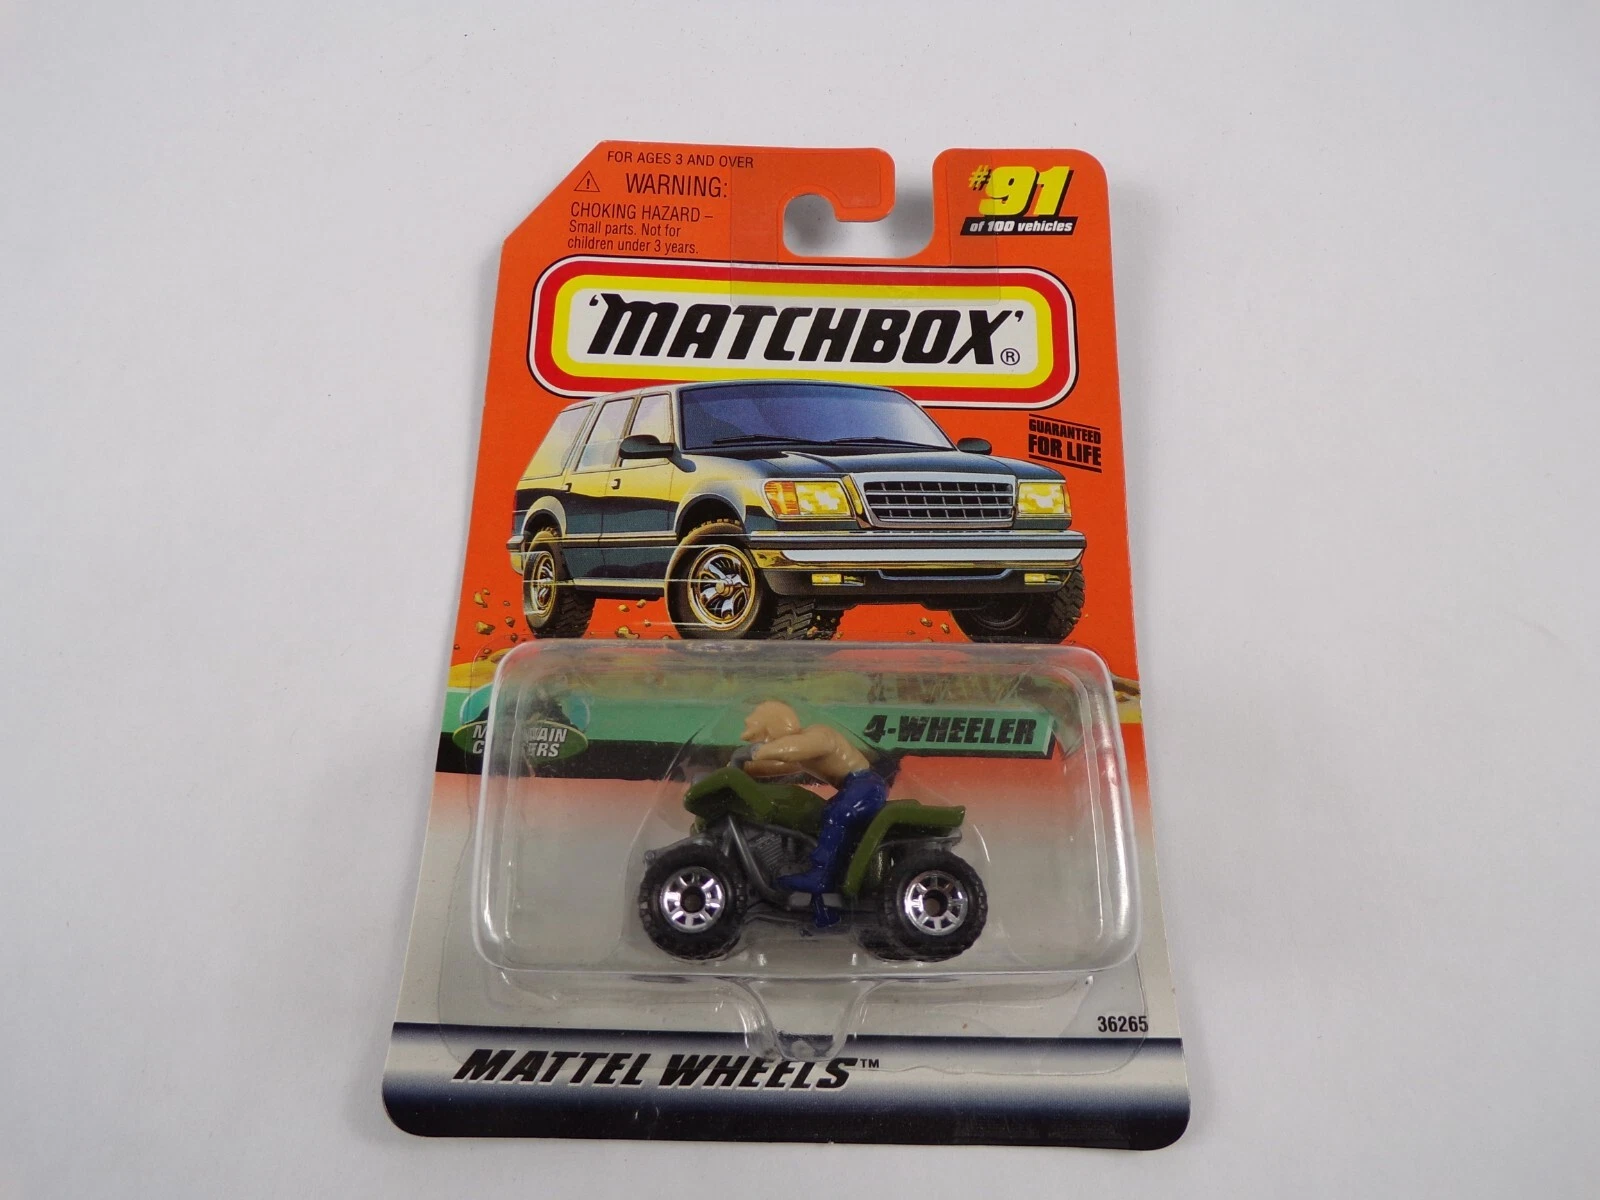 FOR AGES 3 AND OVER
WARNING:
CHOKING HAZARD –
Small parts. Not for
children under 3 years.
#91
of 100 vehicles
'MATCHBOX'®
GUARANTEED
FOR LIFE
4-WHEELER
36265
MATTEL WHEELS™